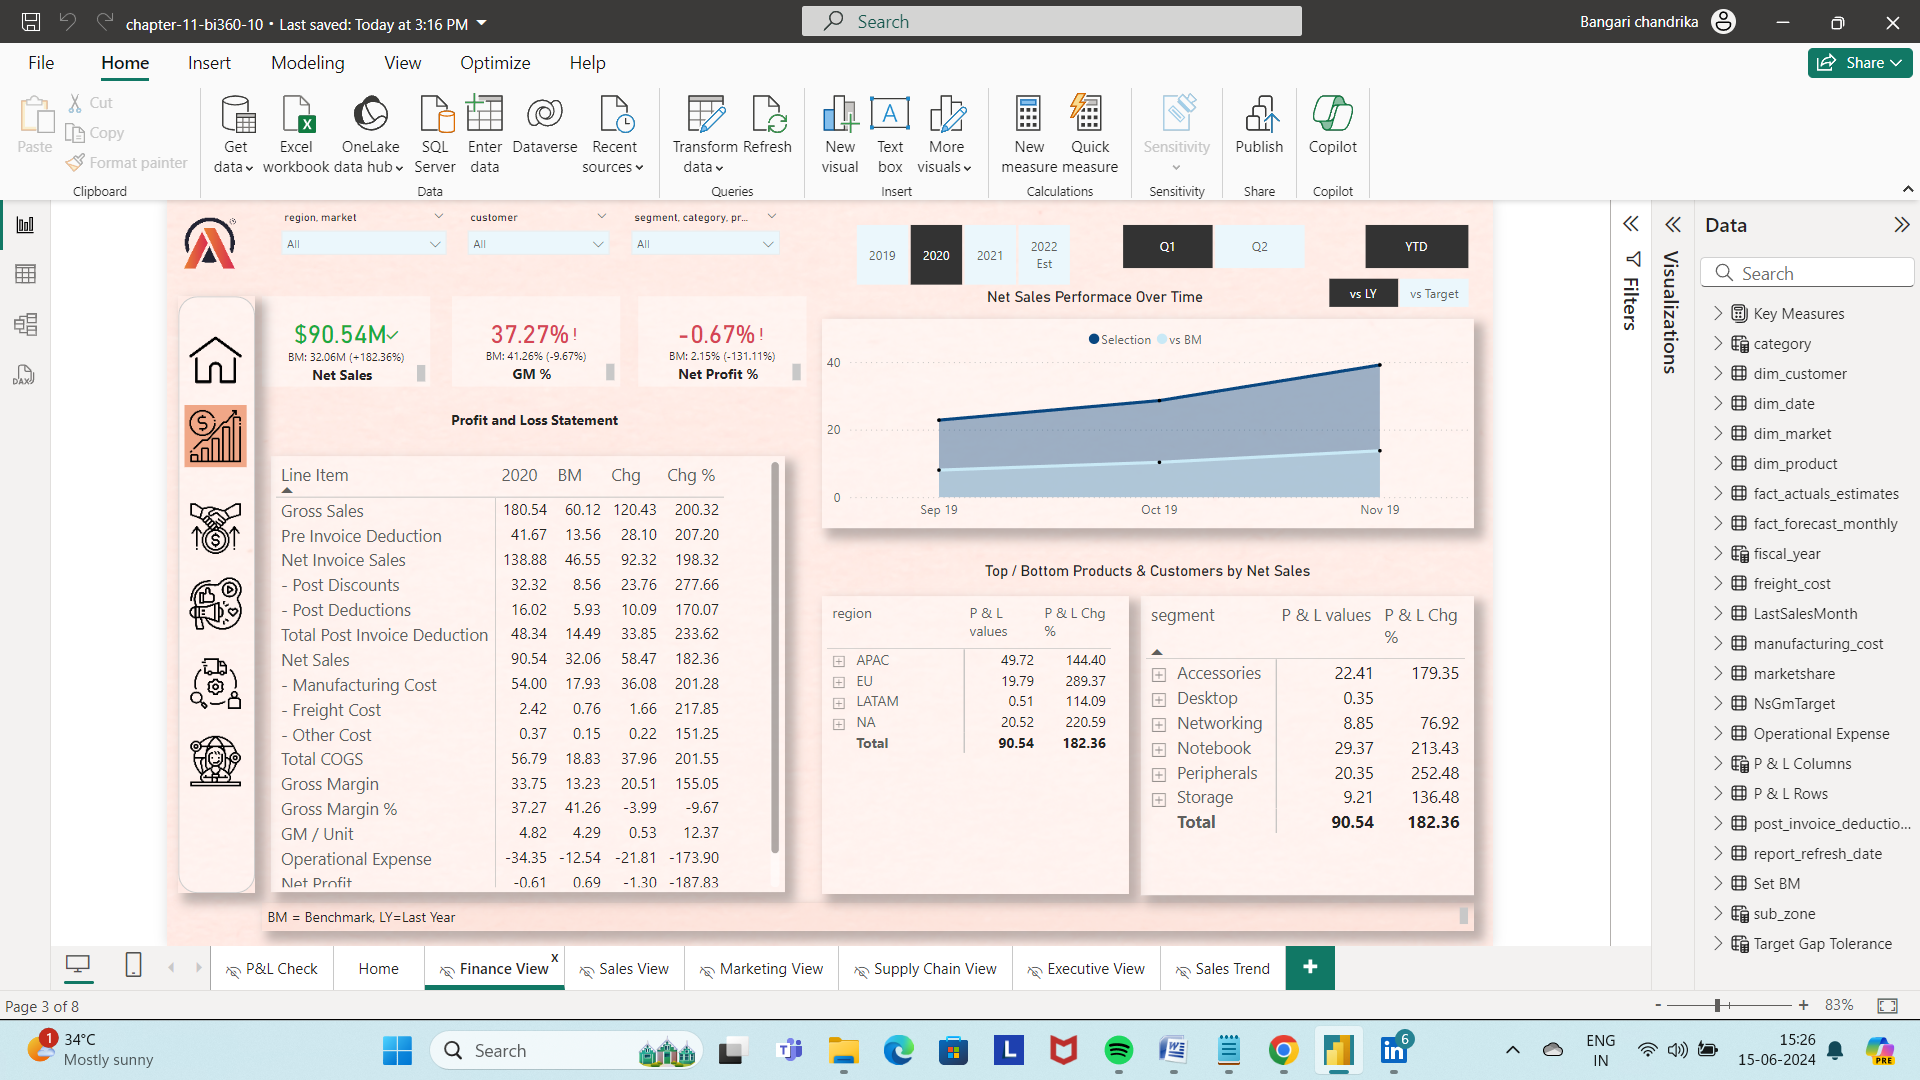 chapter-11-bi360-10 • Last saved: Today at 3:16 PM
Search
Bangari chandrika
File Home Insert Modeling View Optimize Help
Share
Paste
Cut
Copy
Format painter
Clipboard
Get data
Excel workbook
OneLake data hub
SQL Server
Enter data
Dataverse
Recent sources
Data
Transform data
Refresh
Queries
New visual
Text box
More visuals
Insert
New measure
Quick measure
Calculations
Sensitivity
Sensitivity
Publish
Share
Copilot
Copilot
region, market
All
customer
All
segment, category, pr...
All
2019 2020 2021 2022 Est
Q1 Q2
YTD
vs LY vs Target
$90.54M
BM: 32.06M (+182.36%)
Net Sales
37.27% !
BM: 41.26% (-9.67%)
GM %
-0.67% !
BM: 2.15% (-131.11%)
Net Profit %
Net Sales Performace Over Time
Selection vs BM
40
20
0
Sep 19 Oct 19 Nov 19
Profit and Loss Statement
Line Item 2020 BM Chg Chg %
Gross Sales 180.54 60.12 120.43 200.32
Pre Invoice Deduction 41.67 13.56 28.10 207.20
Net Invoice Sales 138.88 46.55 92.32 198.32
- Post Discounts 32.32 8.56 23.76 277.66
- Post Deductions 16.02 5.93 10.09 170.07
Total Post Invoice Deduction 48.34 14.49 33.85 233.62
Net Sales 90.54 32.06 58.47 182.36
- Manufacturing Cost 54.00 17.93 36.08 201.28
- Freight Cost 2.42 0.76 1.66 217.85
- Other Cost 0.37 0.15 0.22 151.25
Total COGS 56.79 18.83 37.96 201.55
Gross Margin 33.75 13.23 20.51 155.05
Gross Margin % 37.27 41.26 -3.99 -9.67
GM / Unit 4.82 4.29 0.53 12.37
Operational Expense -34.35 -12.54 -21.81 -173.90
Net Profit -0.61 0.69 -1.30 -187.83
Top / Bottom Products & Customers by Net Sales
region P & L values P & L Chg %
APAC 49.72 144.40
EU 19.79 289.37
LATAM 0.51 114.09
NA 20.52 220.59
Total 90.54 182.36
segment P & L values P & L Chg %
Accessories 22.41 179.35
Desktop 0.35
Networking 8.85 76.92
Notebook 29.37 213.43
Peripherals 20.35 252.48
Storage 9.21 136.48
Total 90.54 182.36
BM = Benchmark, LY=Last Year
Filters
Visualizations
Data
Search
Key Measures
category
dim_customer
dim_date
dim_market
dim_product
fact_actuals_estimates
fact_forecast_monthly
fiscal_year
freight_cost
LastSalesMonth
manufacturing_cost
marketshare
NsGmTarget
Operational Expense
P & L Columns
P & L Rows
post_invoice_deductio...
report_refresh_date
Set BM
sub_zone
Target Gap Tolerance
DAX
P&L Check Home Finance View x Sales View Marketing View Supply Chain View Executive View Sales Trend +
Page 3 of 8
- + 83%
1
34°C
Mostly sunny
Search
L
6
ENG
IN
15:26
15-06-2024
PRE